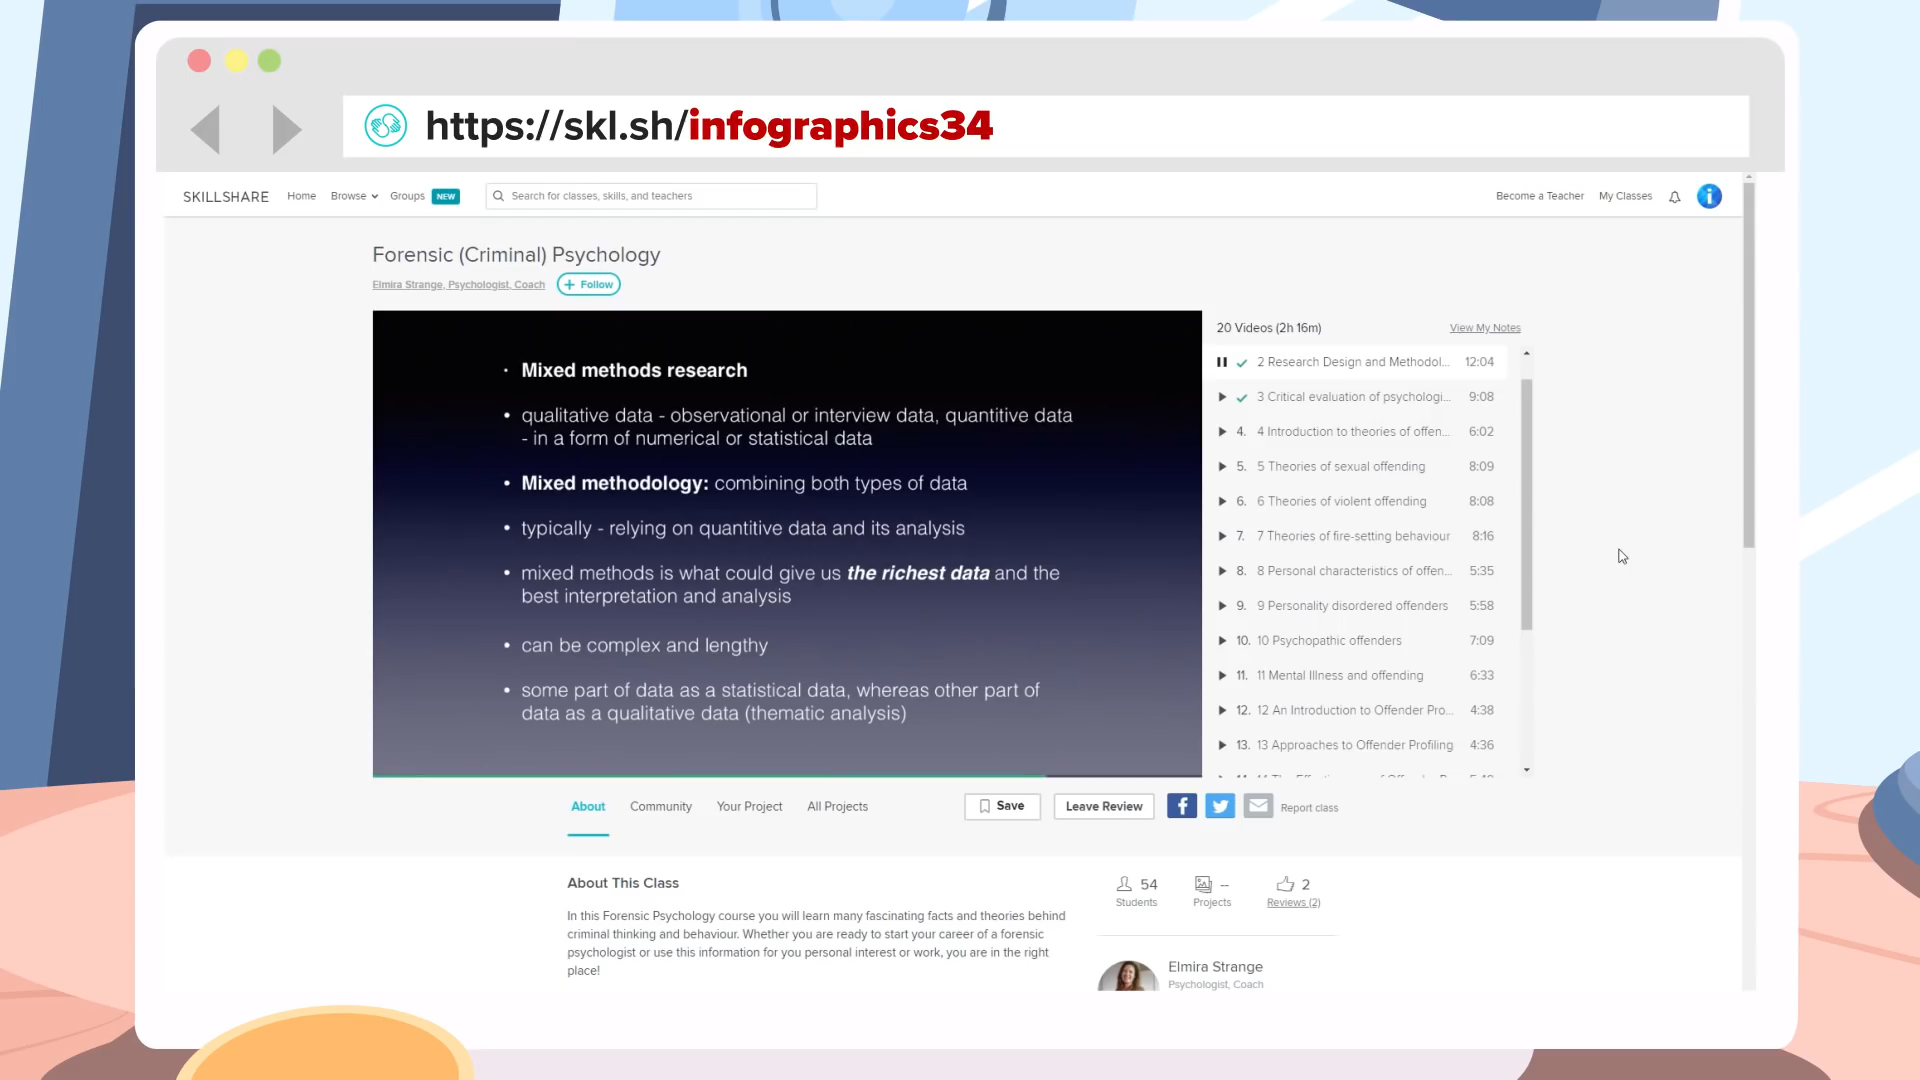 https://skl.sh/infographics34
SKILLSHARE Home Browse Groups NEW Search for classes, skills, and teachers Become a Teacher My Classes
Forensic (Criminal) Psychology
Elmira Strange, Psychologist, Coach + Follow
20 Videos (2h 16m) View My Notes
• Mixed methods research
• qualitative data - observational or interview data, quantitive data
- in a form of numerical or statistical data
• Mixed methodology: combining both types of data
• typically - relying on quantitive data and its analysis
• mixed methods is what could give us the richest data and the
best interpretation and analysis
• can be complex and lengthy
• some part of data as a statistical data, whereas other part of
data as a qualitative data (thematic analysis)
2 Research Design and Methodol... 12:04
3 Critical evaluation of psychologi... 9:08
4. 4 Introduction to theories of offen... 6:02
5. 5 Theories of sexual offending 8:09
6. 6 Theories of violent offending 8:08
7. 7 Theories of fire-setting behaviour 8:16
8. 8 Personal characteristics of offen... 5:35
9. 9 Personality disordered offenders 5:58
10. 10 Psychopathic offenders 7:09
11. 11 Mental Illness and offending 6:33
12. 12 An Introduction to Offender Pro... 4:38
13. 13 Approaches to Offender Profiling 4:36
About Community Your Project All Projects Save Leave Review Report class
About This Class
In this Forensic Psychology course you will learn many fascinating facts and theories behind
criminal thinking and behaviour. Whether you are ready to start your career of a forensic
psychologist or use this information for you personal interest or work, you are in the right
place!
54 -- 2
Students Projects Reviews (2)
Elmira Strange
Psychologist, Coach